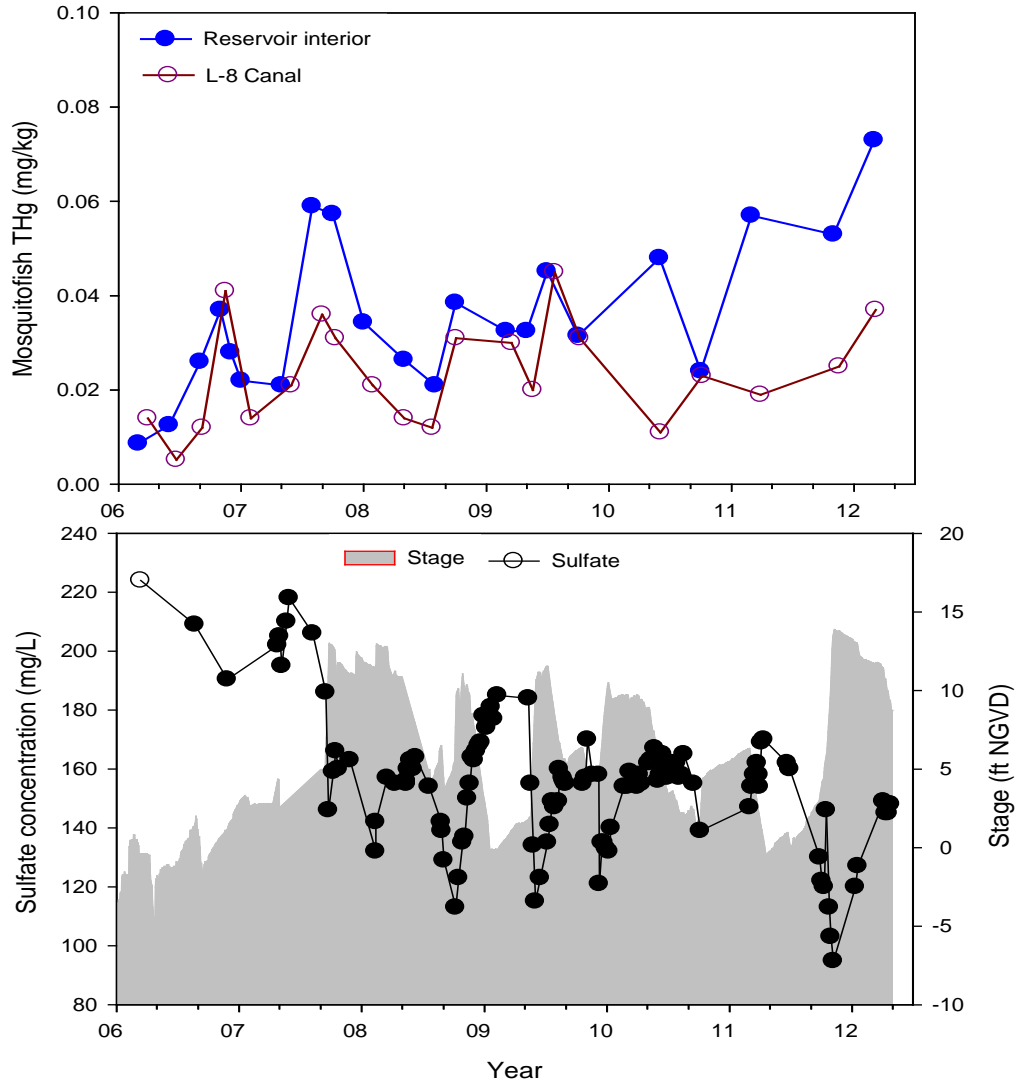 0.10
0.08
0.06
0.04
0.02
0.00
Mosquitofish THg (mg/kg)
Reservoir interior
L-8 Canal
06 07 08 09 10 11 12
240
220
200
180
160
140
120
100
80
Sulfate concentration (mg/L)
Stage Sulfate
20
15
10
5
0
-5
-10
Stage (ft NGVD)
06 07 08 09 10 11 12
Year